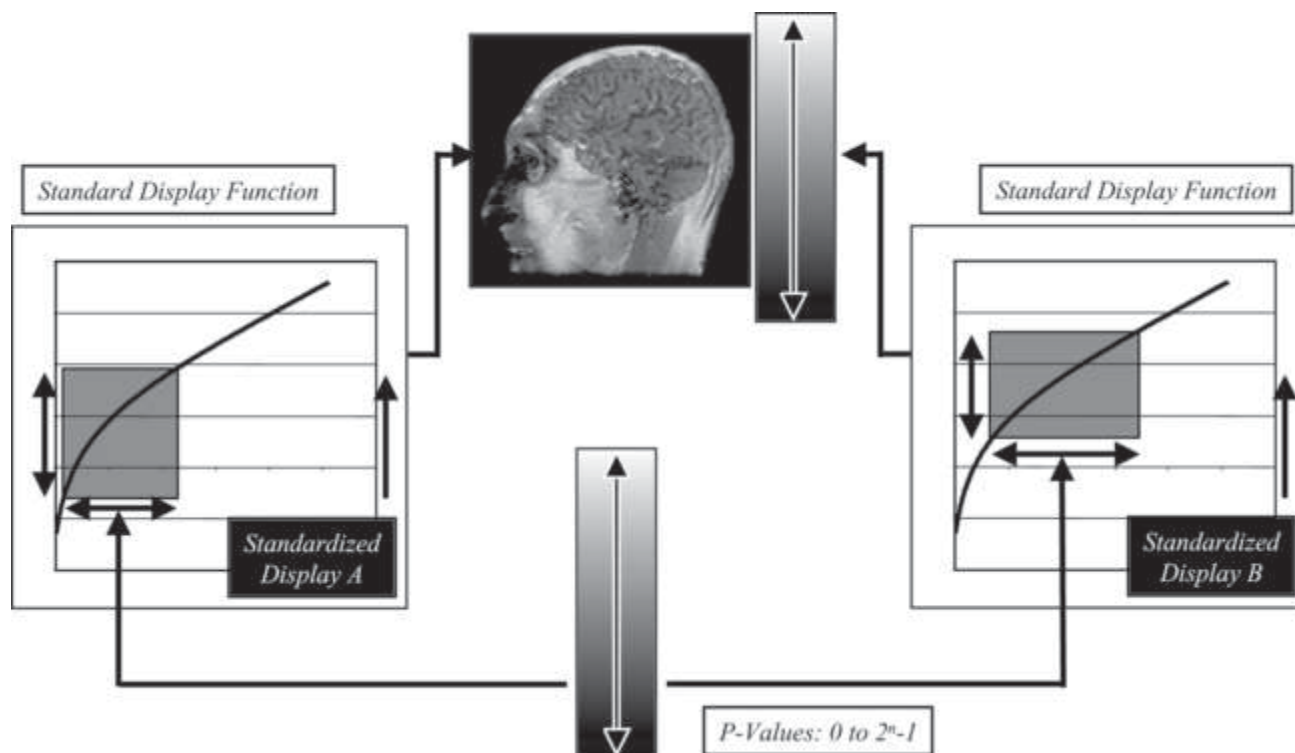 Standard Display Function
Standard Display Function
Standardized
Display A
Standardized
Display B
P-Values: 0 to 2ⁿ-1